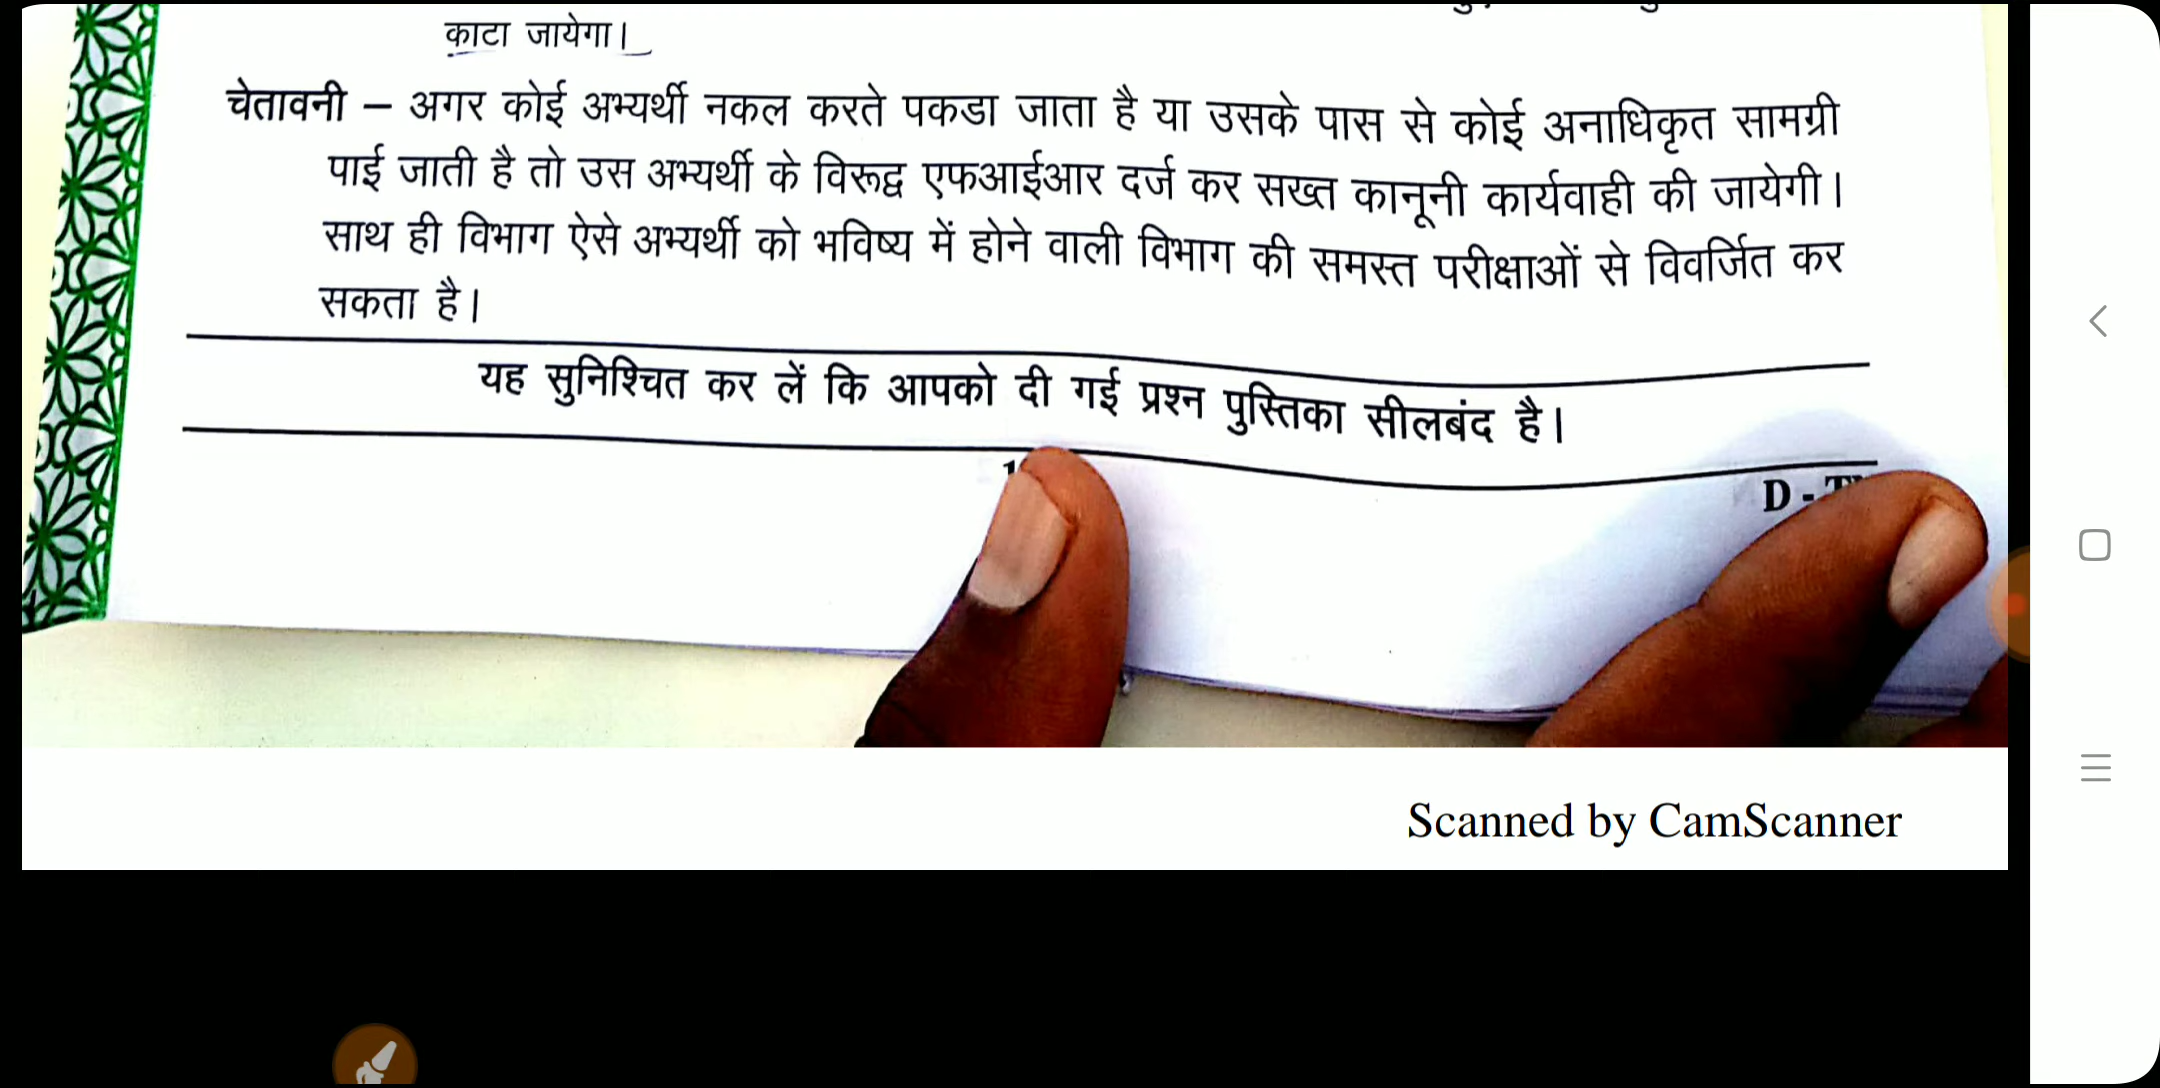 काटा जायेगा।
चेतावनी – अगर कोई अभ्यर्थी नकल करते पकडा जाता है या उसके पास से कोई अनाधिकृत सामग्री
पाई जाती है तो उस अभ्यर्थी के विरूद्व एफआईआर दर्ज कर सख्त कानूनी कार्यवाही की जायेगी।
साथ ही विभाग ऐसे अभ्यर्थी को भविष्य में होने वाली विभाग की समस्त परीक्षाओं से विवर्जित कर
सकता है।
यह सुनिश्चित कर लें कि आपको दी गई प्रश्न पुस्तिका सीलबंद है।
1
D -
Scanned by CamScanner